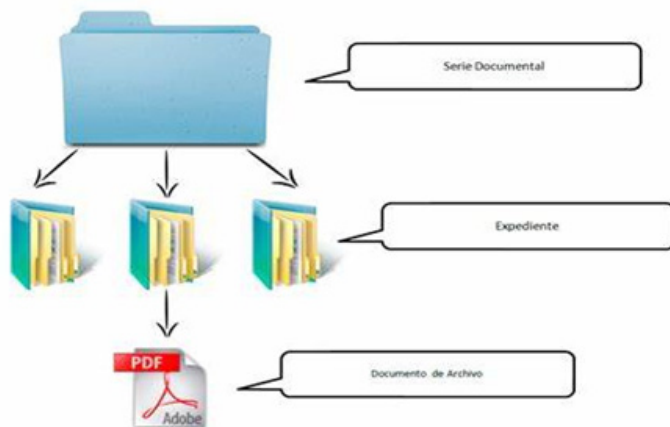 Serie Documental
Expediente
PDF
Documento de Archivo
Adobe